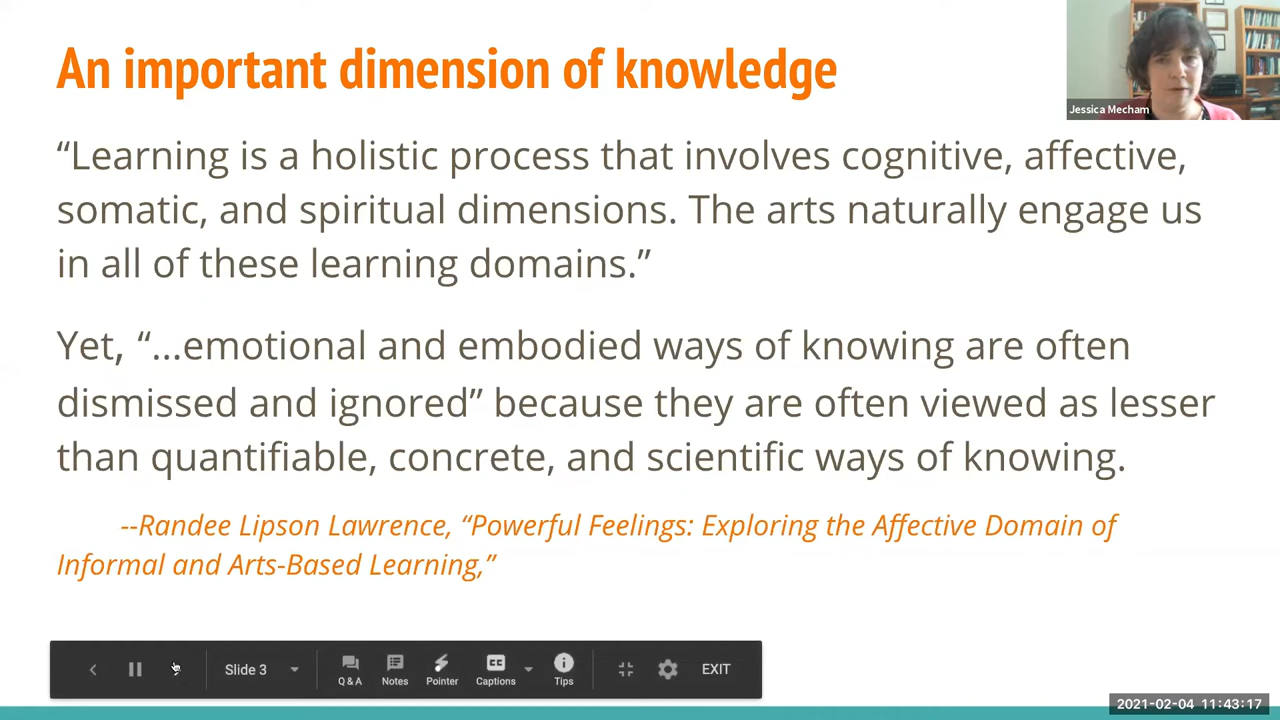 An important dimension of knowledge
Jessica Mecham
“Learning is a holistic process that involves cognitive, affective,
somatic, and spiritual dimensions. The arts naturally engage us
in all of these learning domains.”
Yet, “...emotional and embodied ways of knowing are often
dismissed and ignored” because they are often viewed as lesser
than quantifiable, concrete, and scientific ways of knowing.
--Randee Lipson Lawrence, “Powerful Feelings: Exploring the Affective Domain of
Informal and Arts-Based Learning,”
Slide 3
Q & A
Notes
Pointer
CC
Captions
Tips
EXIT
2021-02-04 11:43:17